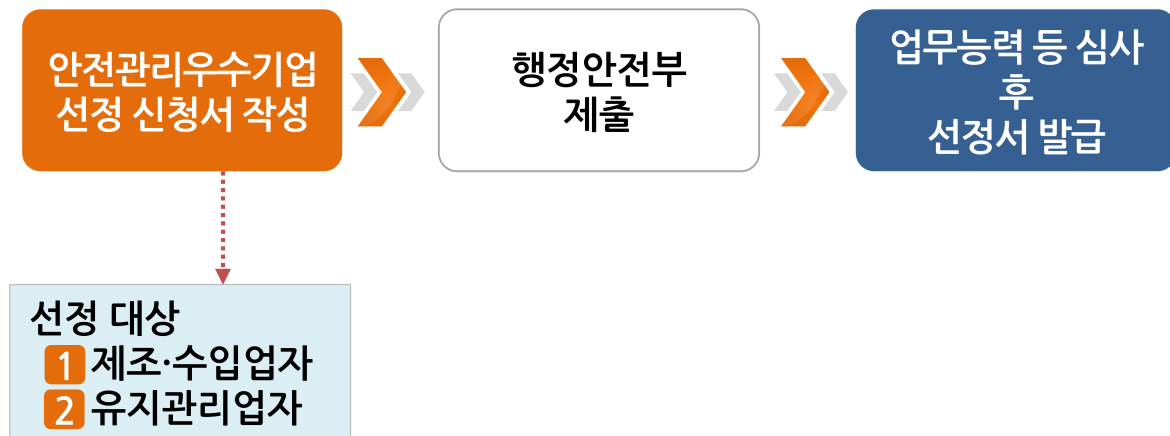 안전관리우수기업
선정 신청서 작성
행정안전부
제출
업무능력 등 심사
후
선정서 발급
선정 대상
1 제조·수입업자
2 유지관리업자